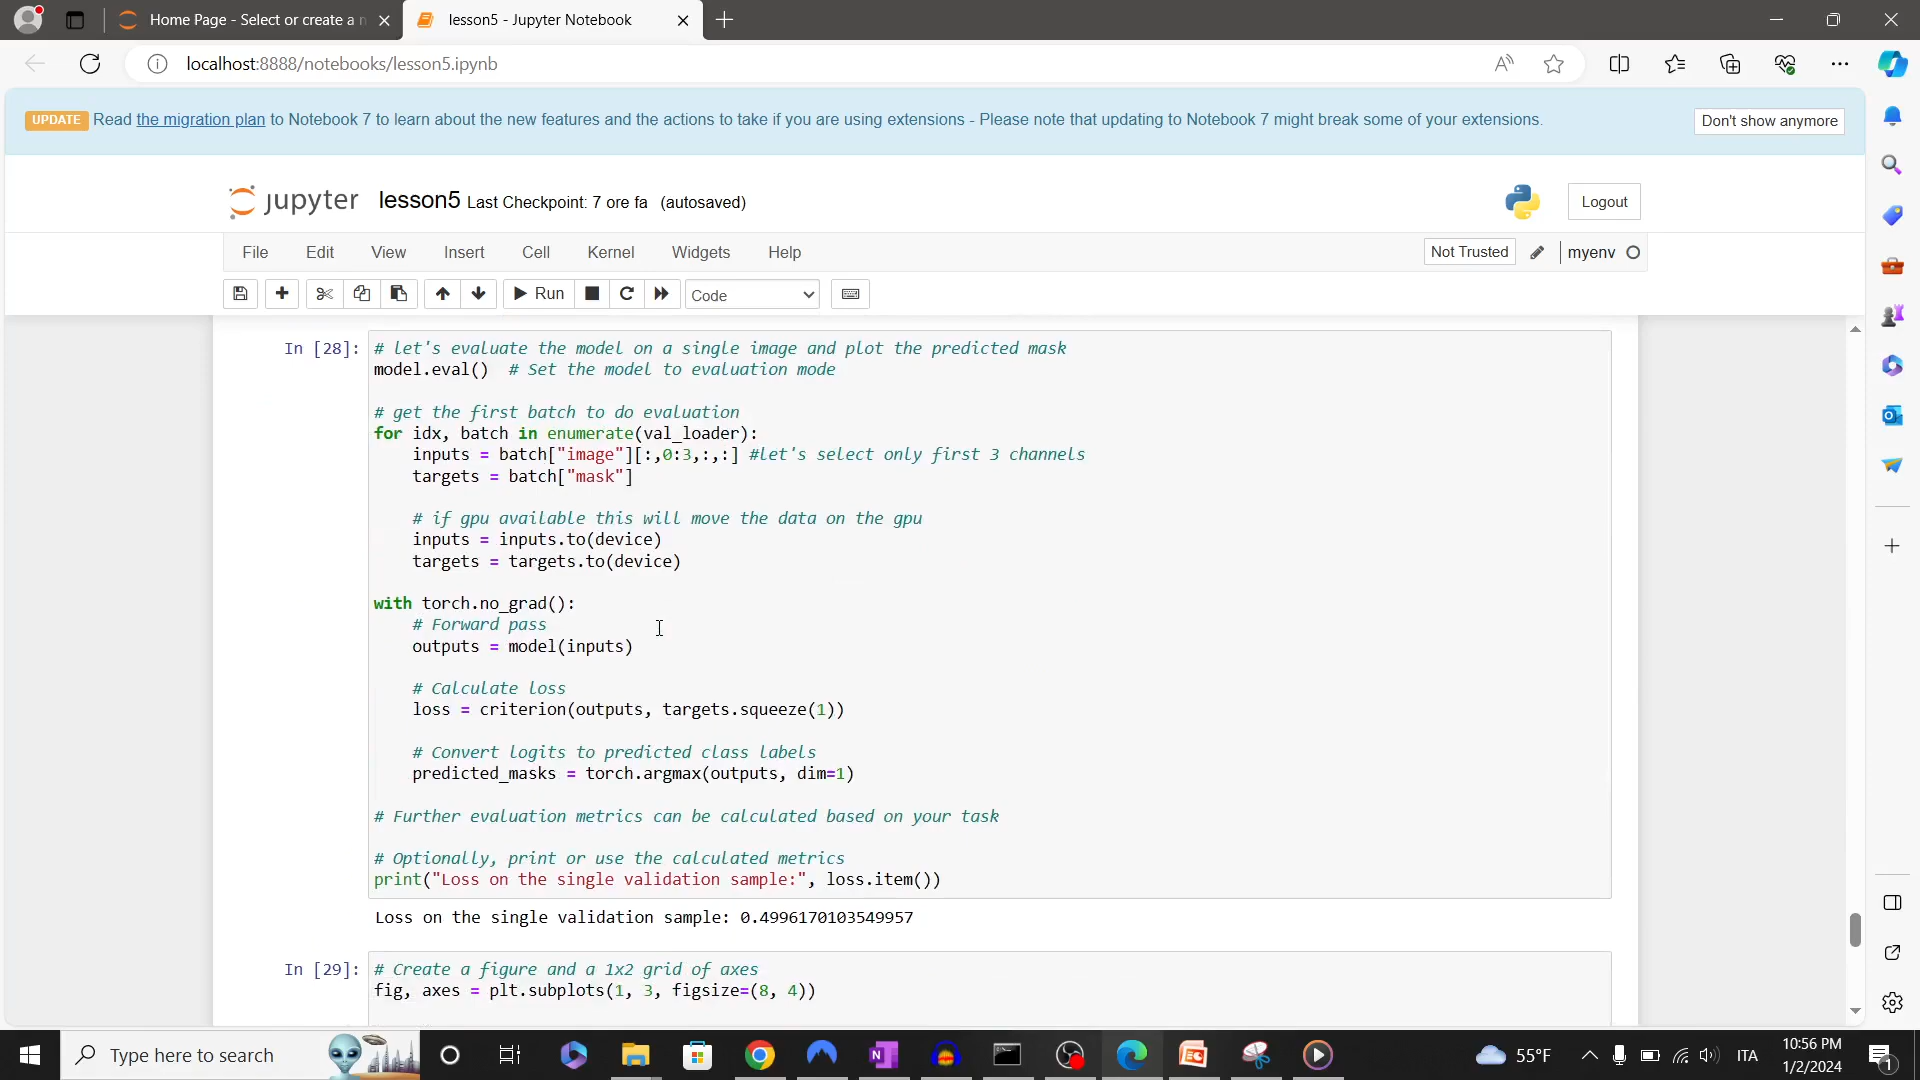 Home Page - Select or create a n
lesson5 - Jupyter Notebook
localhost:8888/notebooks/lesson5.ipynb
UPDATE Read the migration plan to Notebook 7 to learn about the new features and the actions to take if you are using extensions - Please note that updating to Notebook 7 might break some of your extensions.
Don't show anymore
jupyter lesson5 Last Checkpoint: 7 ore fa (autosaved)
Logout
File Edit View Insert Cell Kernel Widgets Help
Not Trusted myenv
Run Code
In [28]: # let's evaluate the model on a single image and plot the predicted mask
model.eval() # Set the model to evaluation mode
# get the first batch to do evaluation
for idx, batch in enumerate(val_loader):
inputs = batch["image"][:,0:3,:,:] #let's select only first 3 channels
targets = batch["mask"]
# if gpu available this will move the data on the gpu
inputs = inputs.to(device)
targets = targets.to(device)
with torch.no_grad():
# Forward pass
outputs = model(inputs)
# Calculate loss
loss = criterion(outputs, targets.squeeze(1))
# Convert logits to predicted class labels
predicted_masks = torch.argmax(outputs, dim=1)
# Further evaluation metrics can be calculated based on your task
# Optionally, print or use the calculated metrics
print("Loss on the single validation sample:", loss.item())
Loss on the single validation sample: 0.4996170103549957
In [29]: # Create a figure and a 1x2 grid of axes
fig, axes = plt.subplots(1, 3, figsize=(8, 4))
Type here to search
55°F
ITA
10:56 PM
1/2/2024
1